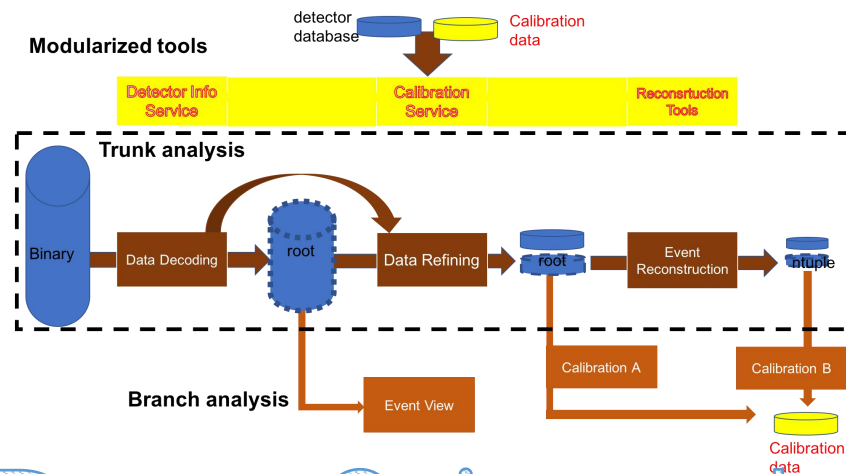 detector
database
Calibration
data
Modularized tools
Detector Info
Service
Calibration
Service
Reconsrtuction
Tools
Trunk analysis
Binary
Data Decoding
root
Data Refining
root
Event
Reconstruction
ntuple
Calibration A
Calibration B
Branch analysis
Event View
Calibration
data